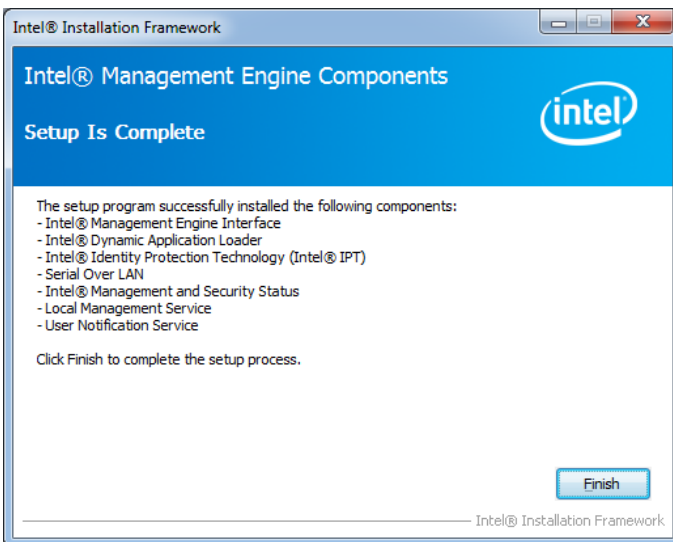 Intel® Installation Framework
Intel® Management Engine Components
Setup Is Complete
intel
The setup program successfully installed the following components:
- Intel® Management Engine Interface
- Intel® Dynamic Application Loader
- Intel® Identity Protection Technology (Intel® IPT)
- Serial Over LAN
- Intel® Management and Security Status
- Local Management Service
- User Notification Service
Click Finish to complete the setup process.
Finish
Intel® Installation Framework